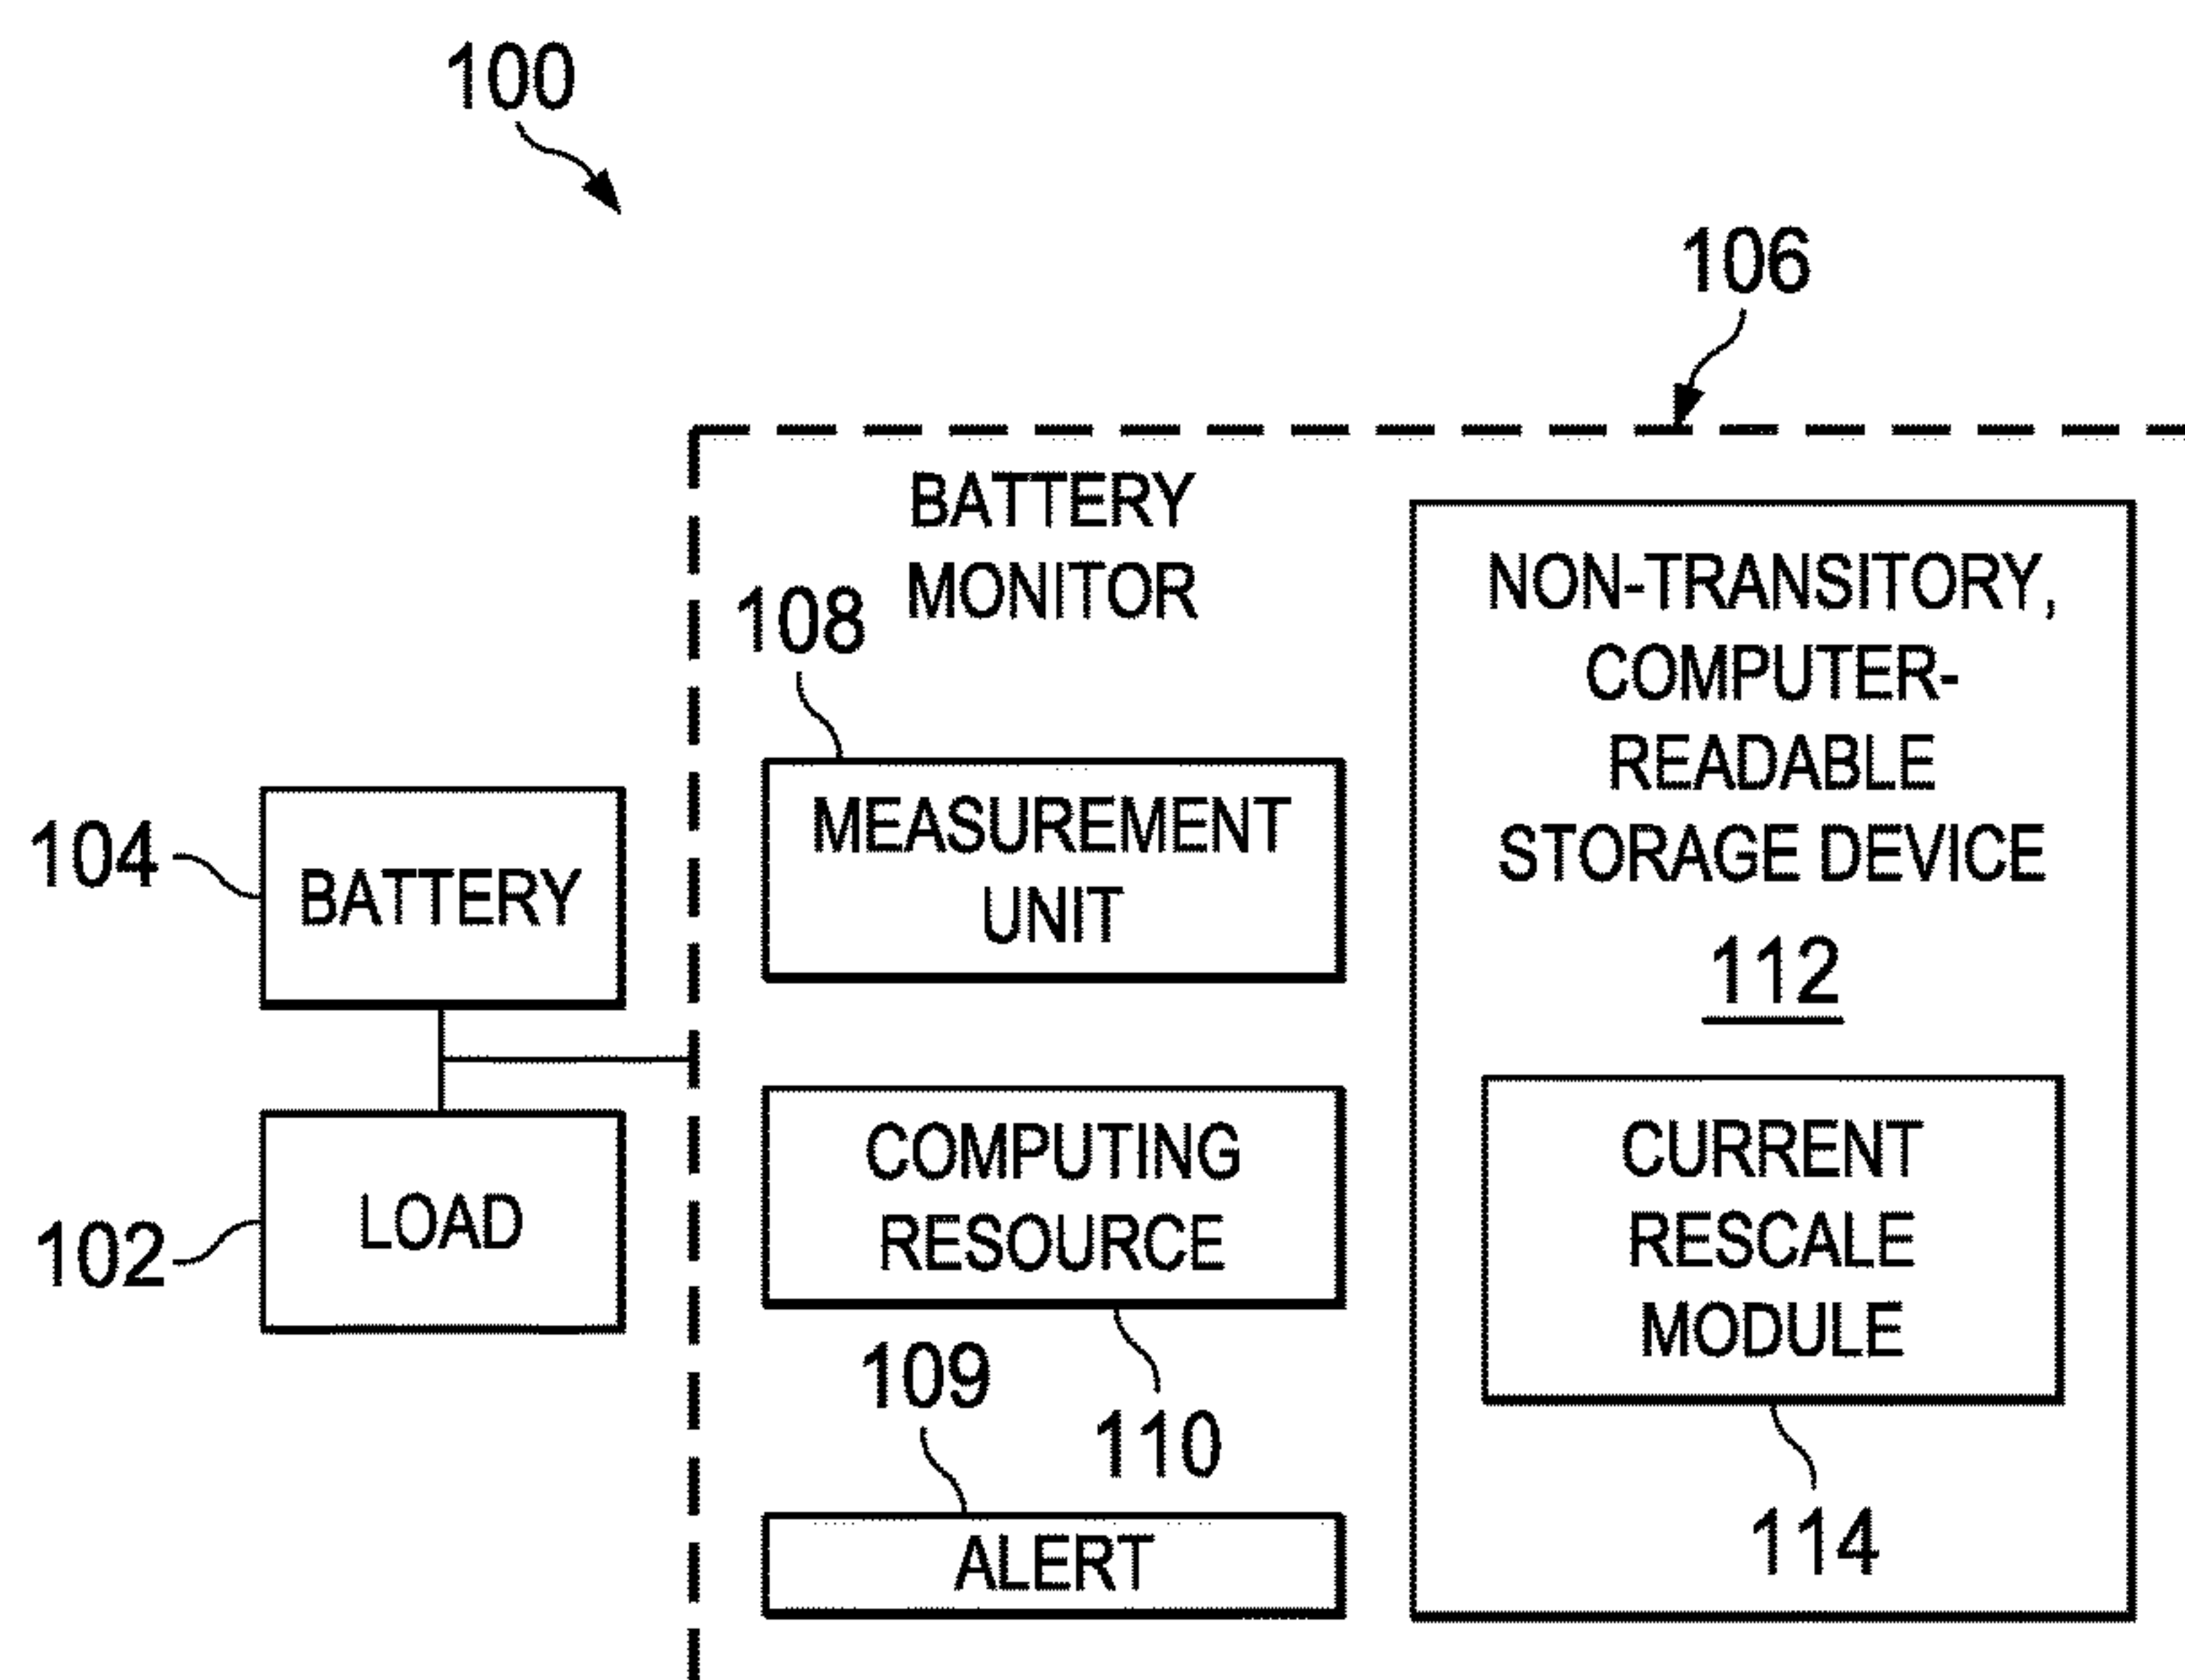 100
106
BATTERY
MONITOR
108
MEASUREMENT
UNIT
104
BATTERY
LOAD
102
COMPUTING
RESOURCE
110
109
ALERT
NON-TRANSITORY,
COMPUTER-
READABLE
STORAGE DEVICE
112
CURRENT
RESCALE
MODULE
114